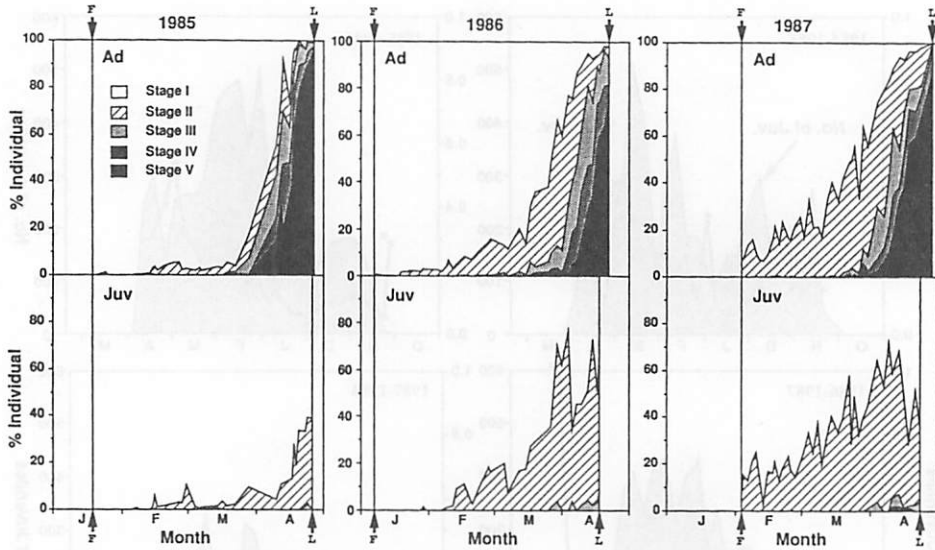 F L F L F L
1985 1986 1987
100 Ad 100 Ad 100 Ad
Stage I
Stage II
Stage III
Stage IV
Stage V
80 80 80
60 60 60
40 40 40
20 20 20
0 0 0
% Individual
Juv Juv Juv
80 80 80
60 60 60
40 40 40
20 20 20
0 0 0
% Individual
J F M A J F M A J F M A
F L F L F L
Month Month Month